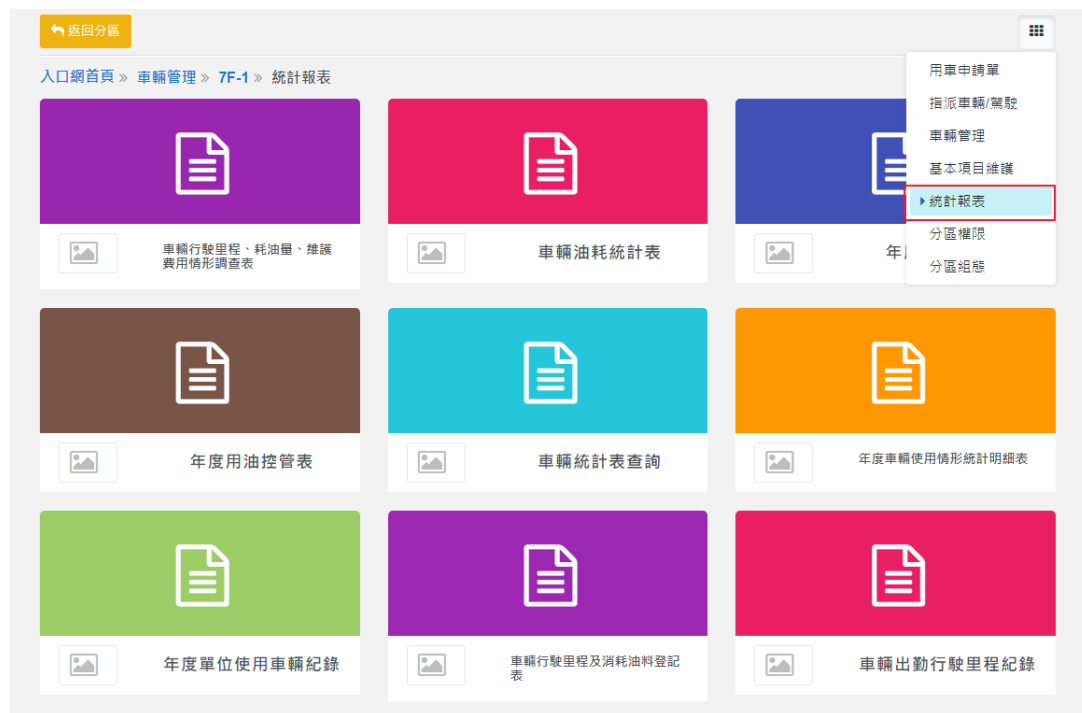 返回分區
入口網首頁 » 車輛管理 » 7F-1 » 統計報表
用車申請單
指派車輛/駕駛
車輛管理
基本項目維護
統計報表
分區權限
分區組態
車輛行駛里程、耗油量、維護
費用情形調查表
車輛油耗統計表
年
年度用油控管表
車輛統計表查詢
年度車輛使用情形統計明細表
年度單位使用車輛紀錄
車輛行駛里程及消耗油料登記
表
車輛出勤行駛里程紀錄